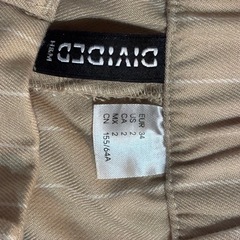 DIVIDED
H&M
EUR 34
US 2
CA 2
MX 2
CN 155/64A